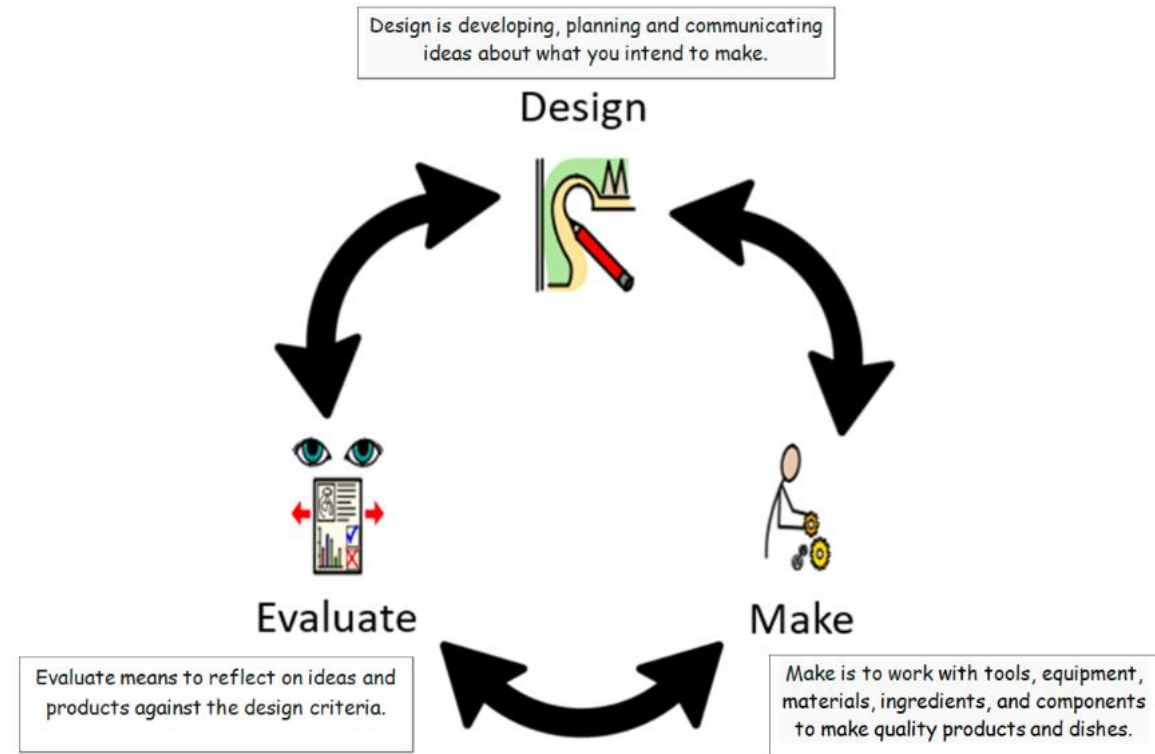 Design is developing, planning and communicating
ideas about what you intend to make.
Design
Evaluate
Evaluate means to reflect on ideas and
products against the design criteria.
Make
Make is to work with tools, equipment,
materials, ingredients, and components
to make quality products and dishes.